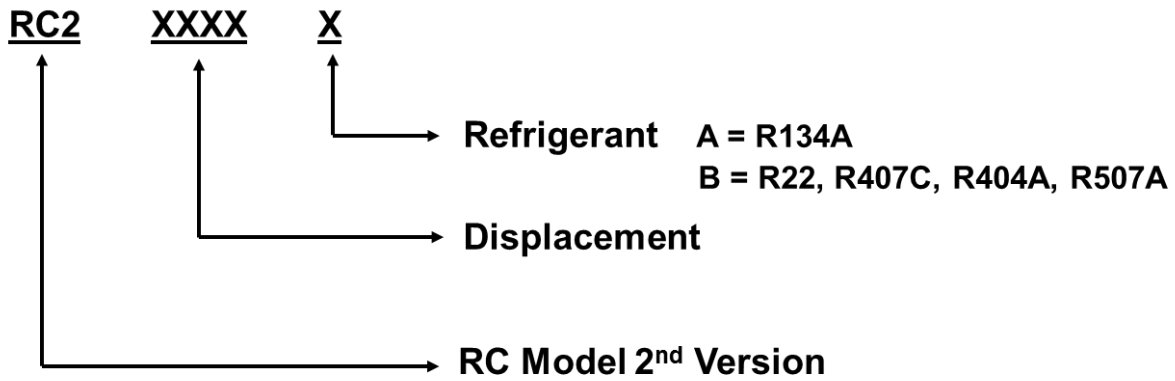 RC2 XXXX X
Refrigerant A = R134A
B = R22, R407C, R404A, R507A
Displacement
RC Model 2nd Version